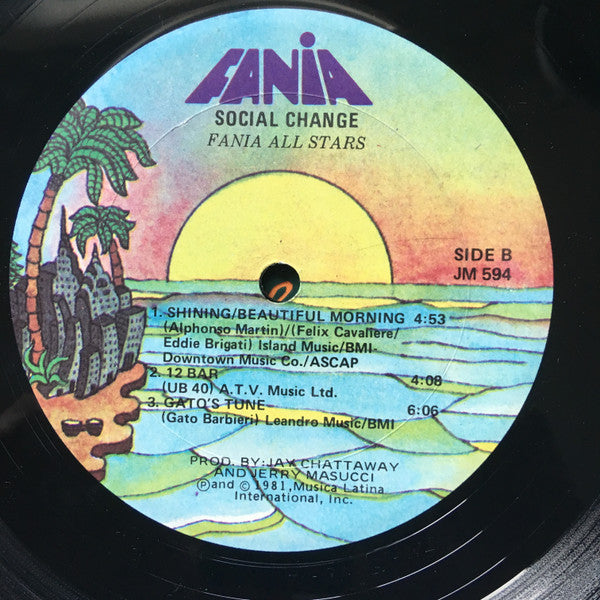 FANIA
SOCIAL CHANGE
FANIA ALL STARS
SIDE B
JM 594
1. SHINING/BEAUTIFUL MORNING 4:53
(Alphonso Martin)/(Felix Cavaliere/
Eddie Brigati) Island Music/BMI-
Downtown Music Co./ASCAP
2. 12 BAR 4:08
(UB 40) A.T.V. Music Ltd.
3. GATO'S TUNE 6:06
(Gato Barbieri) Leandro Music/BMI
PROD. BY: JAY CHATTAWAY
AND JERRY MASUCCI
Ⓟ and © 1981, Musica Latina
International, Inc.